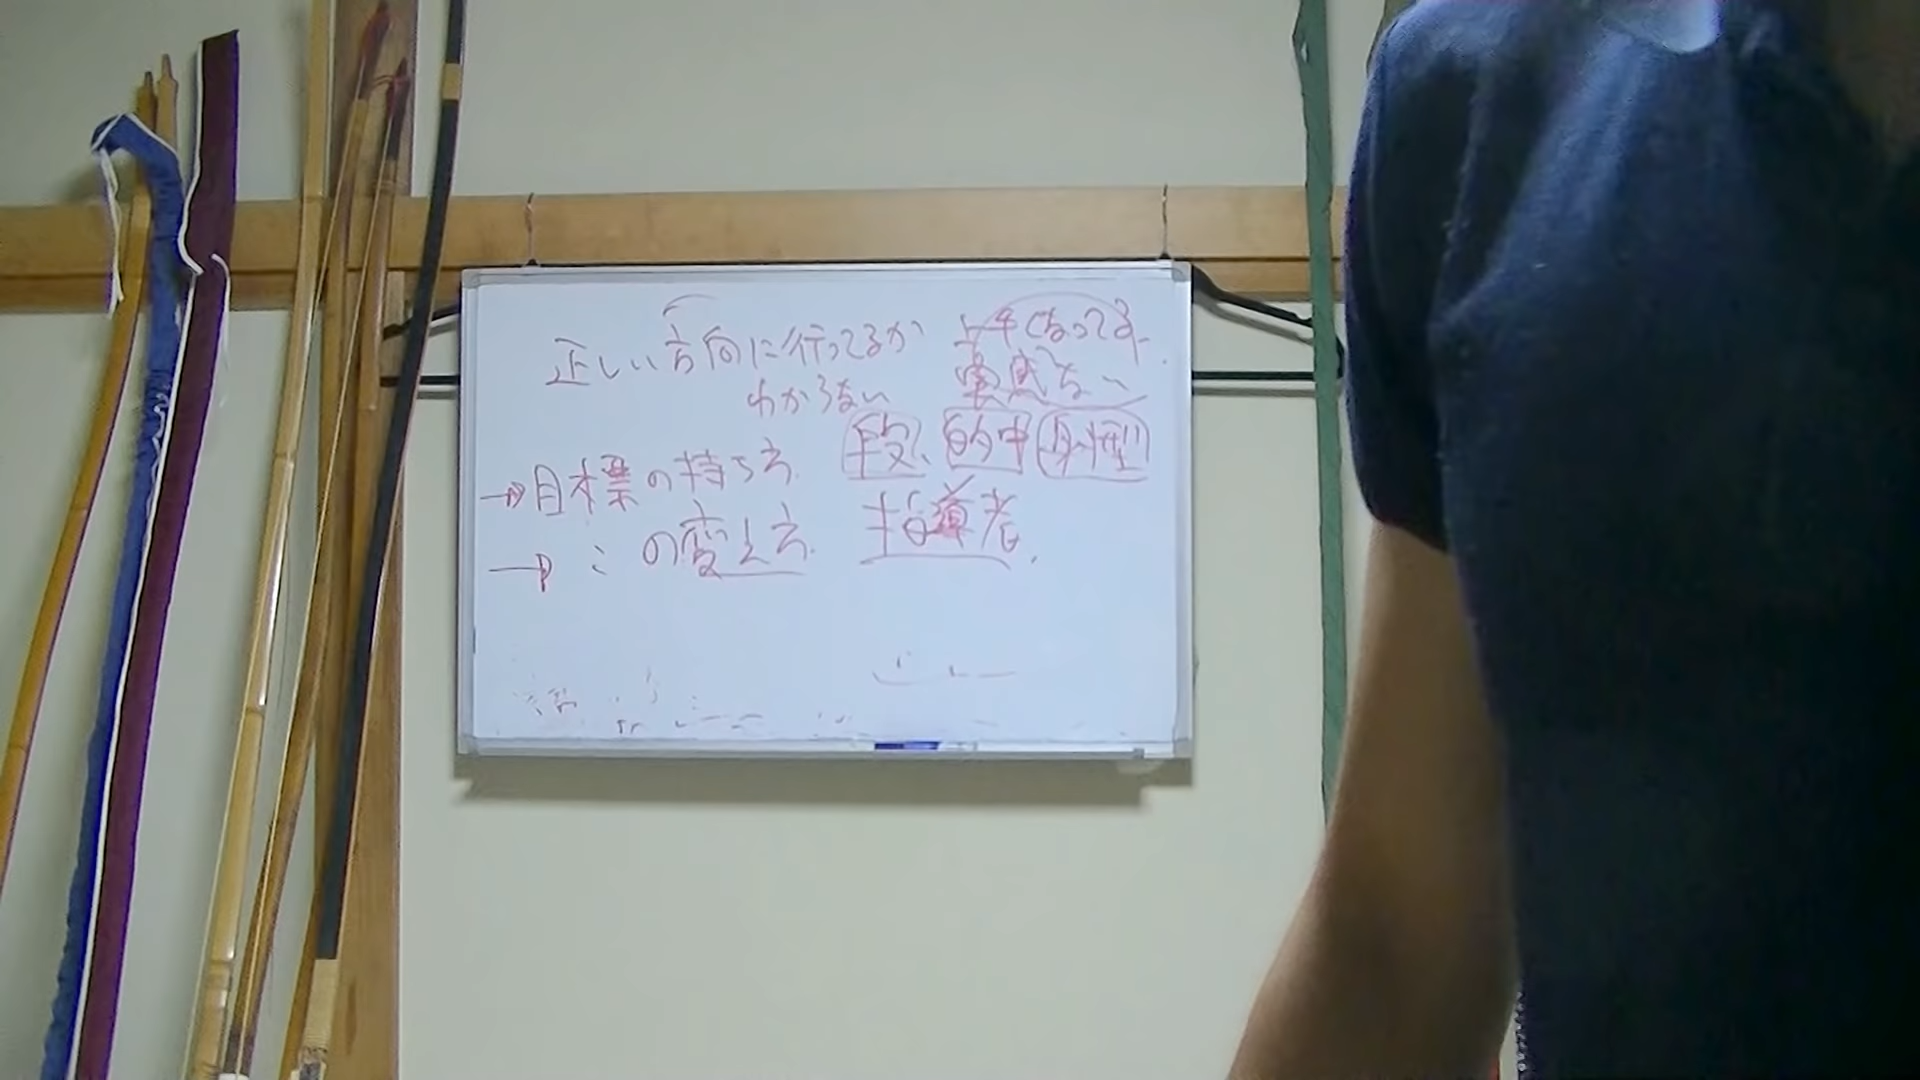 正しい方向に行ってるか
わからない
上手くなってる
実感ない
段、的中 射型
→目標の持ち方.
指導者.
→ 〃 の変え方.